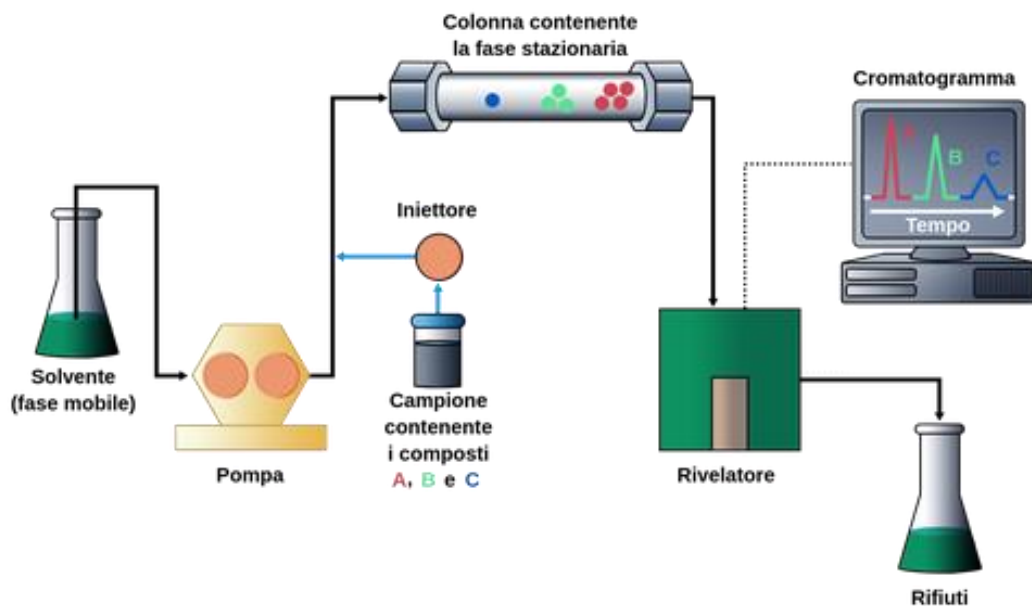 Colonna contenente
la fase stazionaria
Cromatogramma
A
B
C
Tempo
Iniettore
Solvente
(fase mobile)
Pompa
Campione
contenente
i composti
A, B e C
Rivelatore
Rifiuti